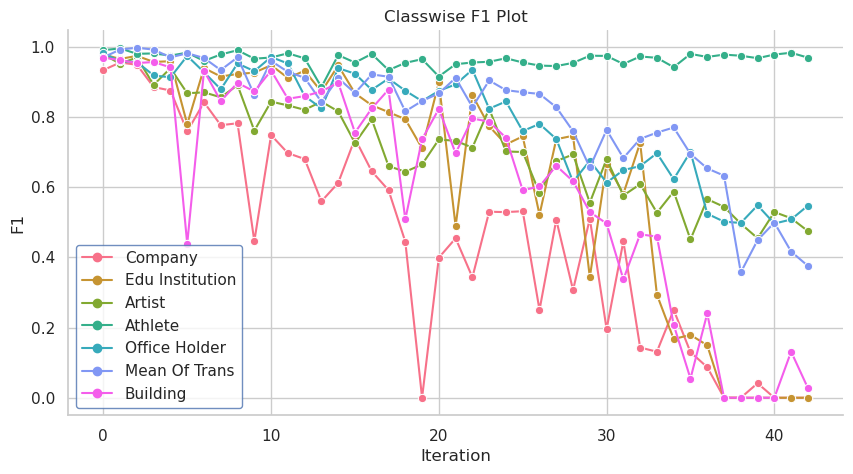 Classwise F1 Plot
1.0
0.8
0.6
0.4
0.2
0.0
F1
Company
Edu Institution
Artist
Athlete
Office Holder
Mean Of Trans
Building
0
10
20
30
40
Iteration